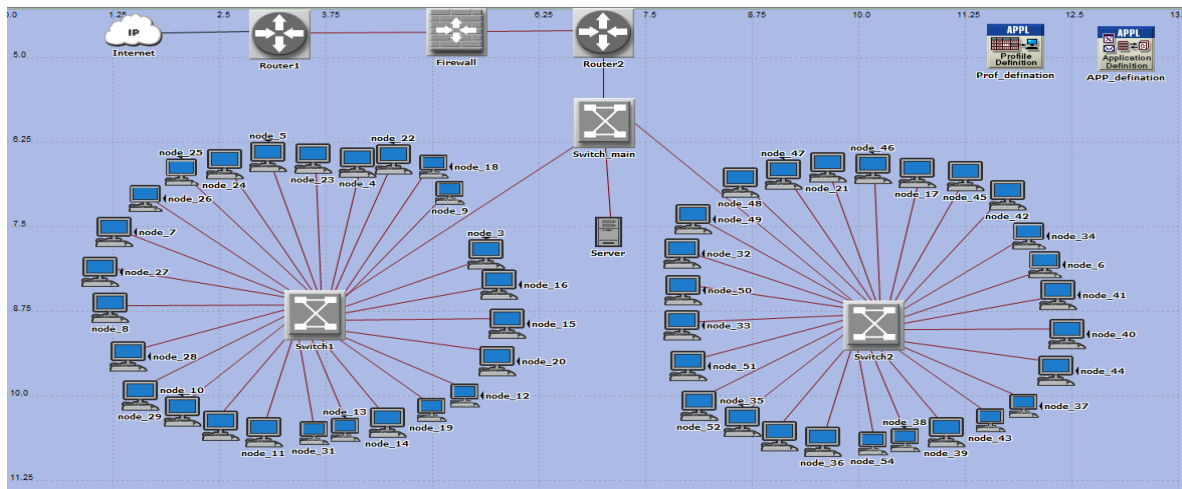 0.0 1.25 2.5 3.75 6.25 7.5 8.75 10.0 11.25 12.5
IP
Internet
Router1
Firewall
Router2
APPL
Profile
Definition
Prof_defination
APPL
Application
Definition
APP_defination
5.0
6.25
7.5
8.75
10.0
11.25
Switch_main
Server
node_5
node_22
node_25
node_24
node_23
node_4
node_18
node_26
node_9
node_7
node_3
node_27
node_16
node_8
node_15
Switch1
node_28
node_20
node_10
node_12
node_29
node_13
node_19
node_11
node_31
node_14
node_46
node_47
node_21
node_17
node_45
node_48
node_42
node_49
node_34
node_32
node_6
node_50
node_41
node_33
node_40
Switch2
node_51
node_44
node_35
node_37
node_52
node_38
node_43
node_36
node_54
node_39